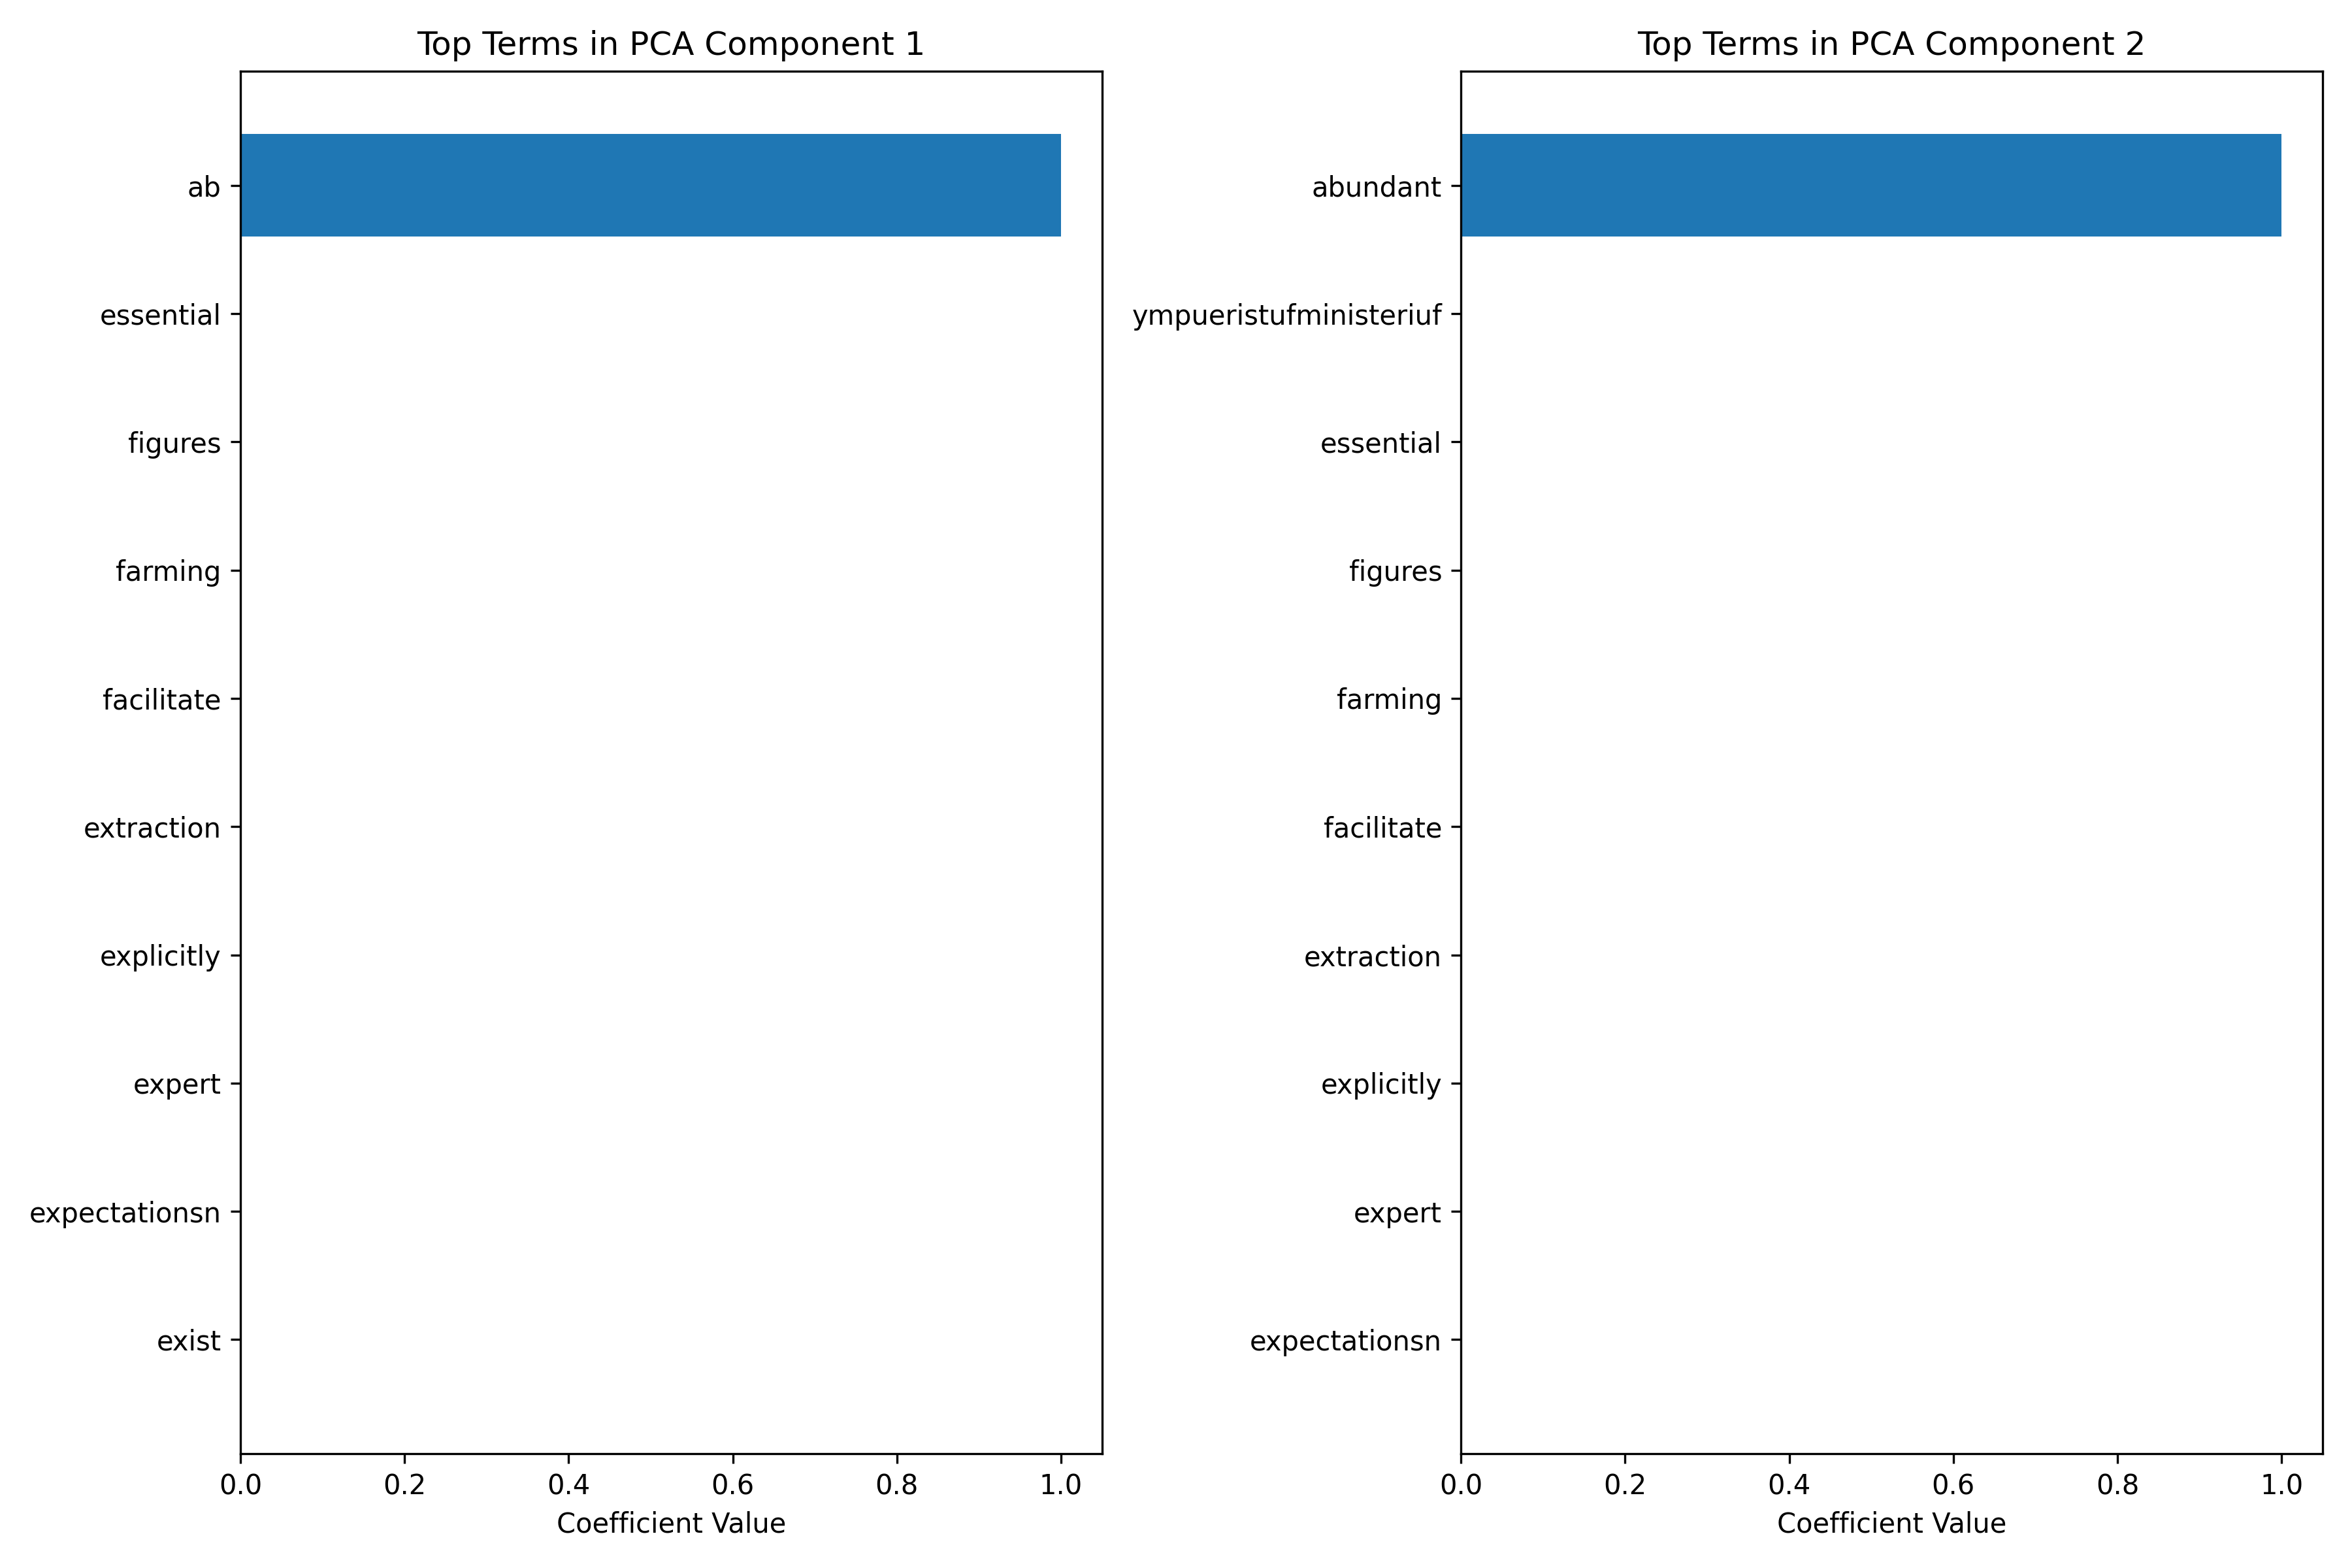 Top Terms in PCA Component 1
ab
essential
figures
farming
facilitate
extraction
explicitly
expert
expectationsn
exist
0.0 0.2 0.4 0.6 0.8 1.0
Coefficient Value
Top Terms in PCA Component 2
abundant
ympueristufministeriuf
essential
figures
farming
facilitate
extraction
explicitly
expert
expectationsn
0.0 0.2 0.4 0.6 0.8 1.0
Coefficient Value